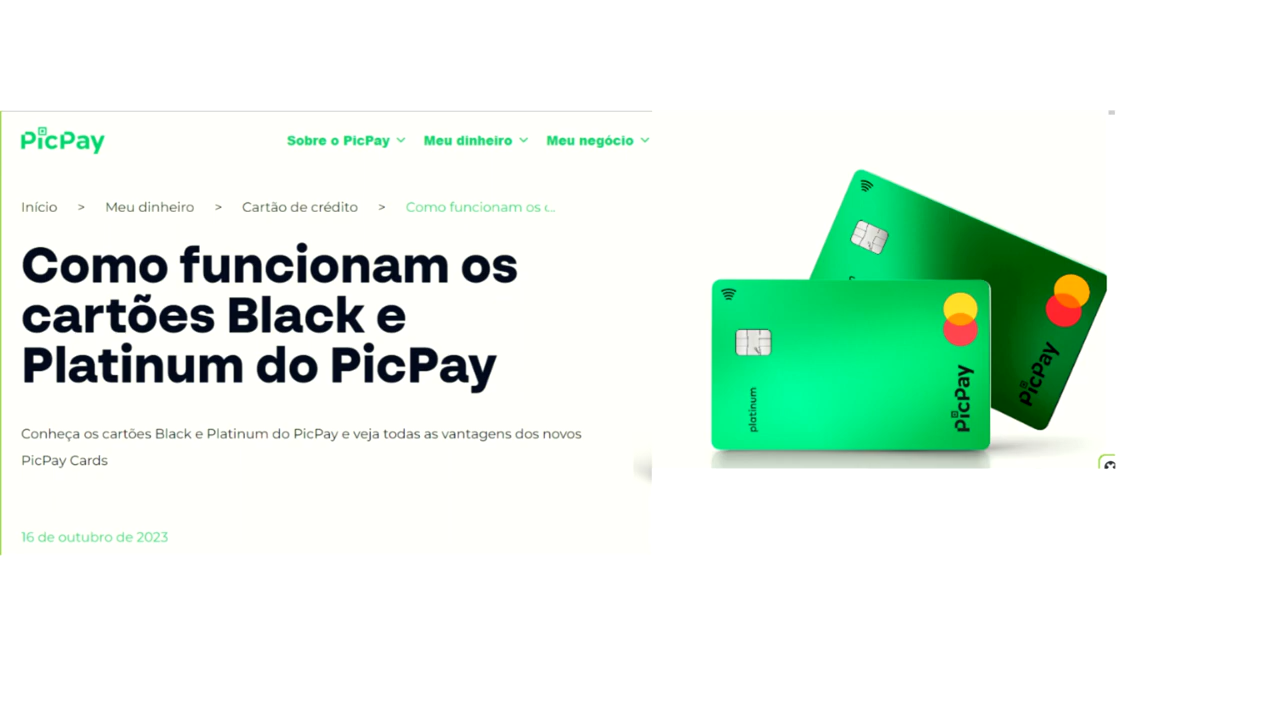 PicPay
Sobre o PicPay
Meu dinheiro
Meu negócio
Início > Meu dinheiro > Cartão de crédito > Como funcionam os c...
Como funcionam os
cartões Black e
Platinum do PicPay
Conheça os cartões Black e Platinum do PicPay e veja todas as vantagens dos novos
PicPay Cards
16 de outubro de 2023
platinum
PicPay
PicPay